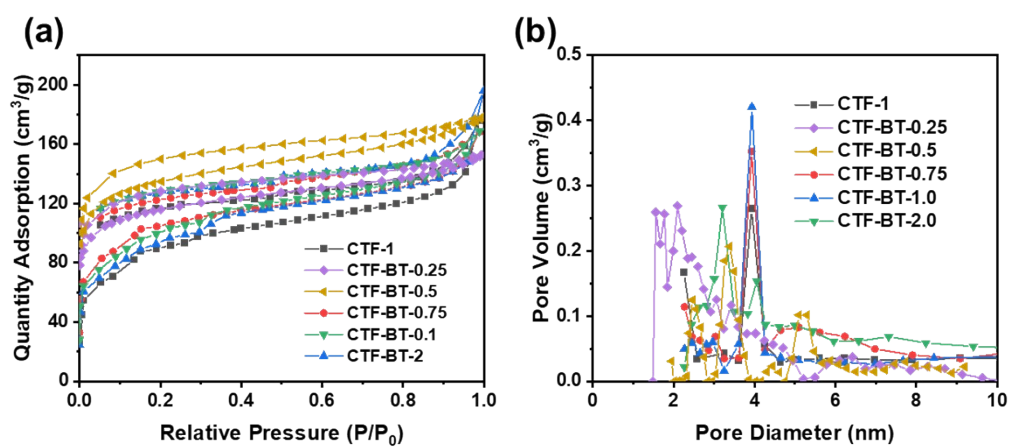 (a)
Quantity Adsorption (cm³/g)
200
160
120
80
40
0
0.0 0.2 0.4 0.6 0.8 1.0
Relative Pressure (P/P₀)
CTF-1
CTF-BT-0.25
CTF-BT-0.5
CTF-BT-0.75
CTF-BT-0.1
CTF-BT-2
(b)
Pore Volume (cm³/g)
0.5
0.4
0.3
0.2
0.1
0.0
0 2 4 6 8 10
Pore Diameter (nm)
CTF-1
CTF-BT-0.25
CTF-BT-0.5
CTF-BT-0.75
CTF-BT-1.0
CTF-BT-2.0